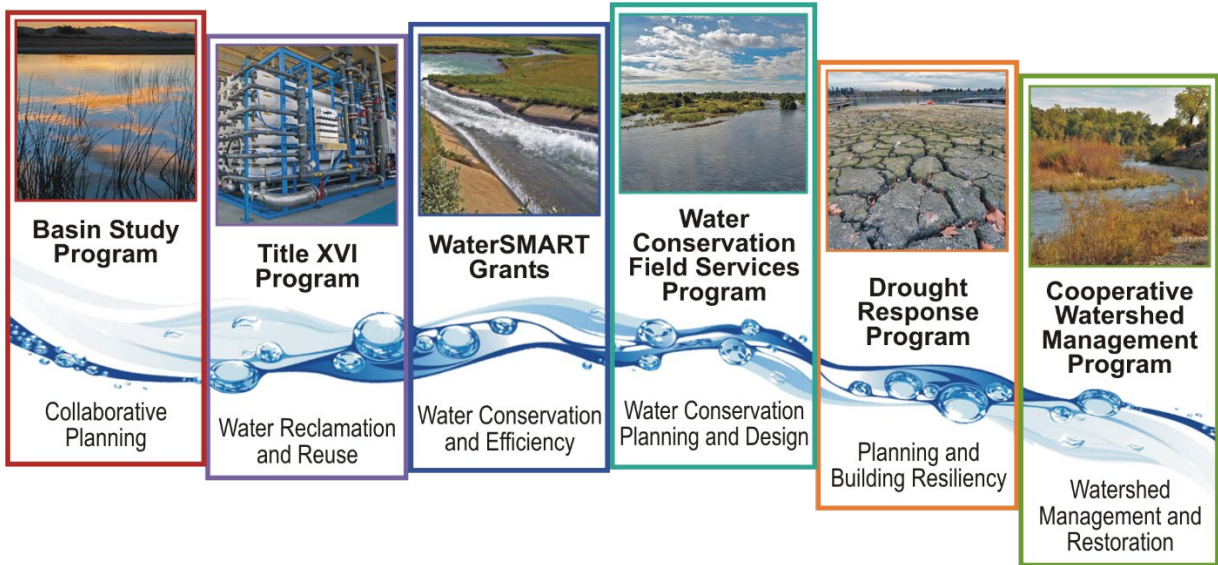 Basin Study
Program
Collaborative
Planning
Title XVI
Program
Water Reclamation
and Reuse
WaterSMART
Grants
Water Conservation
and Efficiency
Water
Conservation
Field Services
Program
Water Conservation
Planning and Design
Drought
Response
Program
Planning and
Building Resiliency
Cooperative
Watershed
Management
Program
Watershed
Management and
Restoration